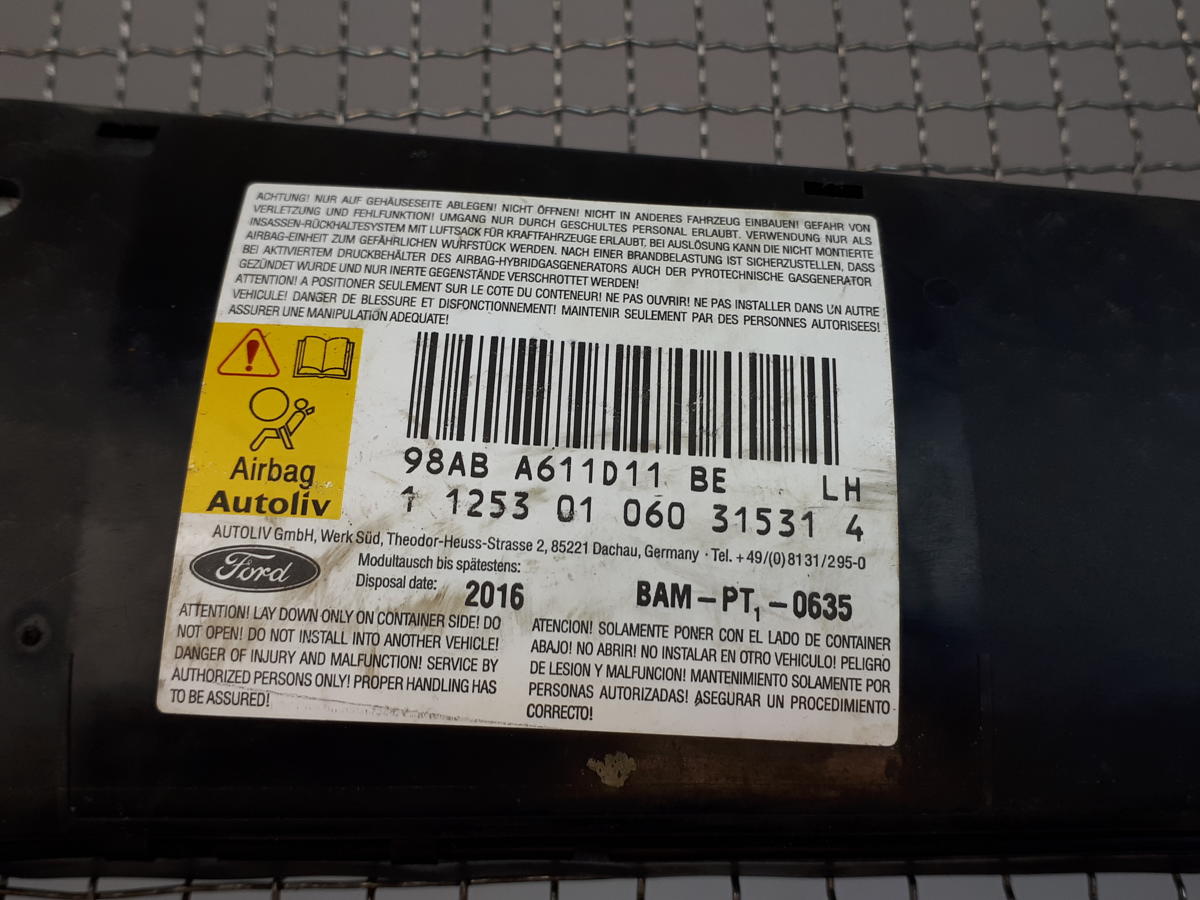 ACHTUNG! NUR AUF GEHÄUSESEITE ABLEGEN! NICHT ÖFFNEN! NICHT IN ANDERES FAHRZEUG EINBAUEN! GEFAHR VON
VERLETZUNG UND FEHLFUNKTION! UMGANG NUR DURCH GESCHULTES PERSONAL ERLAUBT. VERWENDUNG NUR ALS
INSASSEN-RÜCKHALTESYSTEM MIT LUFTSACK FÜR KRAFTFAHRZEUGE ERLAUBT, BEI AUSLÖSUNG KANN DIE NICHT MONTIERTE
AIRBAG-EINHEIT ZUM GEFÄHRLICHEN WURFSTÜCK WERDEN. NACH EINER BRANDBELASTUNG IST SICHERZUSTELLEN, DASS
BEI AKTIVIERTEM DRUCKBEHÄLTER DES AIRBAG-HYBRIDGASGENERATORS AUCH DER PYROTECHNISCHE GASGENERATOR
GEZÜNDET WURDE UND NUR INERTE GEGENSTÄNDE VERSCHROTTET WERDEN!
ATTENTION! A POSITIONER SEULEMENT SUR LE COTE DU CONTENEUR! NE PAS OUVRIR! NE PAS INSTALLER DANS UN AUTRE
VEHICULE! DANGER DE BLESSURE ET DISFONCTIONNEMENT! MAINTENIR SEULEMENT PAR DES PERSONNES AUTORISEES!
ASSURER UNE MANIPULATION ADEQUATE!
Airbag
Autoliv
98AB A611D11 BE LH
1 1253 01 060 31531 4
AUTOLIV GmbH, Werk Süd, Theodor-Heuss-Strasse 2, 85221 Dachau, Germany · Tel. +49/(0)8131/295-0
Ford
Modultausch bis spätestens:
Disposal date: 2016
BAM-PT₁-0635
ATTENTION! LAY DOWN ONLY ON CONTAINER SIDE! DO
NOT OPEN! DO NOT INSTALL INTO ANOTHER VEHICLE!
DANGER OF INJURY AND MALFUNCTION! SERVICE BY
AUTHORIZED PERSONS ONLY! PROPER HANDLING HAS
TO BE ASSURED!
ATENCION! SOLAMENTE PONER CON EL LADO DE CONTAINER
ABAJO! NO ABRIR! NO INSTALAR EN OTRO VEHICULO! PELIGRO
DE LESION Y MALFUNCION! MANTENIMIENTO SOLAMENTE POR
PERSONAS AUTORIZADAS! ASEGURAR UN PROCEDIMIENTO
CORRECTO!